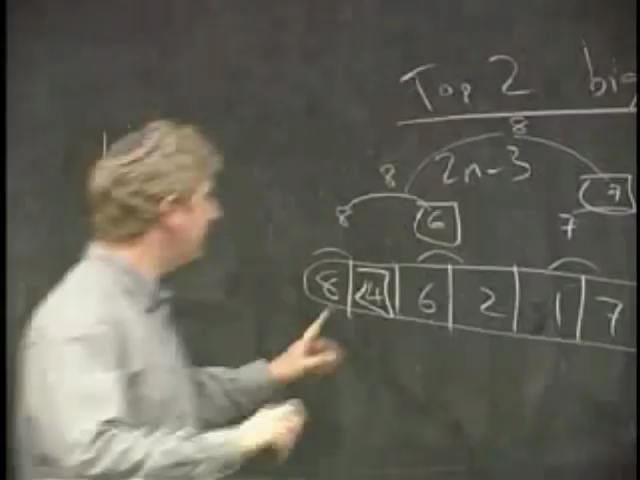 Top 2 big
8
8 2n-3 7
8 6 7
8 4 6 2 1 7